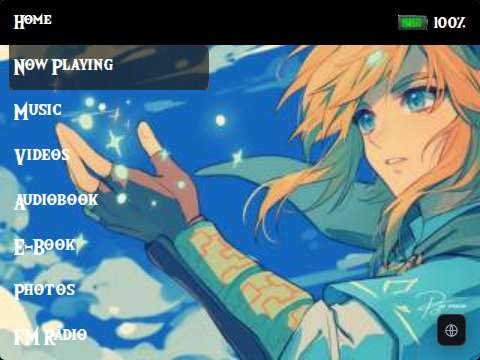 Home
100%
Now Playing
Music
Videos
Audiobook
E-Book
Photos
FM Radio